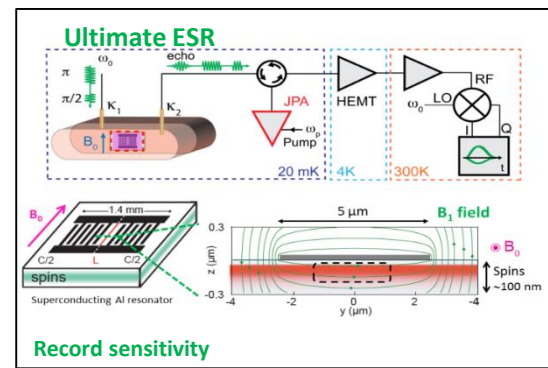 Ultimate ESR
π
ω₀
π/2
κ₁
κ₂
B₀
echo
JPA
ωₚ
Pump
20 mK
HEMT
4K
300K
RF
LO
ω₀
I
Q
t
B₀
1.4 mm
C/2
L
C/2
spins
Superconducting Al resonator
5 µm
B₁ field
0.3
z (µm)
-0.3
-4
-2
0
2
4
y (µm)
B₀
Spins
~100 nm
Record sensitivity